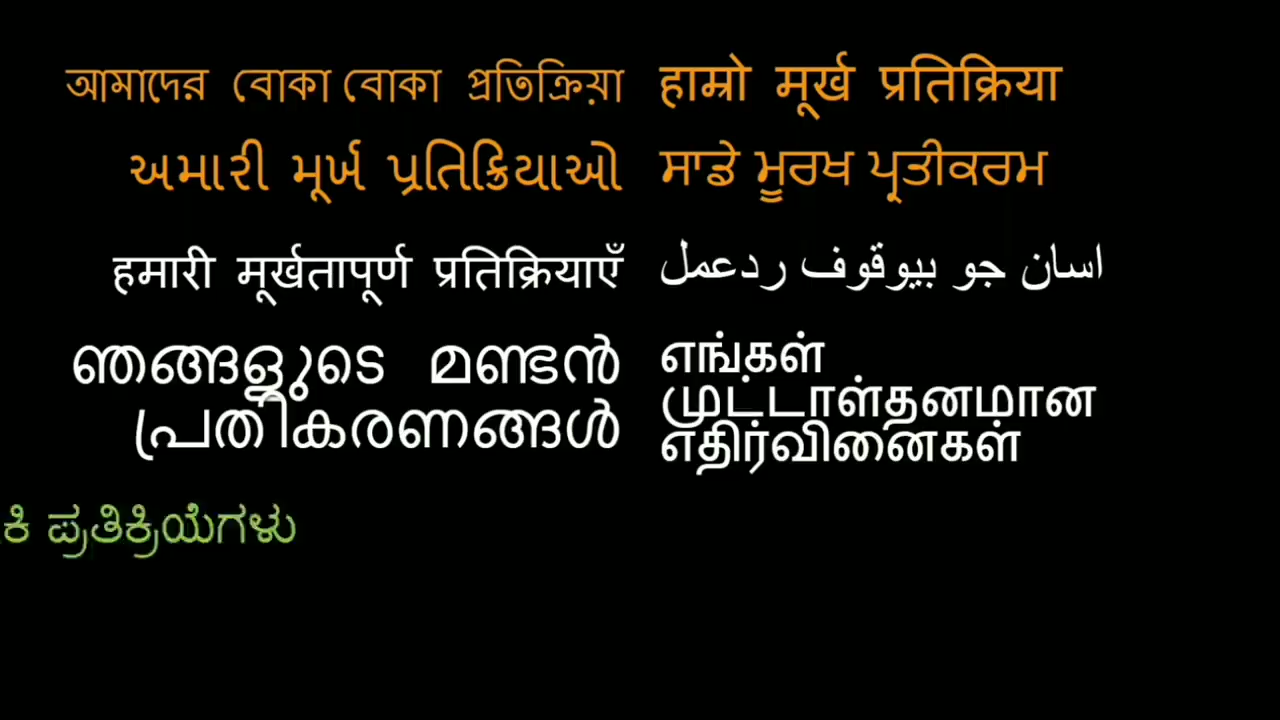 আমাদের বোকা বোকা প্রতিক্রিয়া
हाम्रो मूर्ख प्रतिक्रिया
અમારી મૂર્ખ પ્રતિક્રિયાઓ
ਸਾਡੇ ਮੂਰਖ ਪ੍ਰਤੀਕਰਮ
हमारी मूर्खतापूर्ण प्रतिक्रियाएँ
اسان جو بيوقوف ردعمل
ഞങ്ങളുടെ മണ്ടൻ
പ്രതികരണങ്ങൾ
எங்கள்
முட்டாள்தனமான
எதிர்வினைகள்
ಪ್ರತಿಕ್ರಿಯೆಗಳು